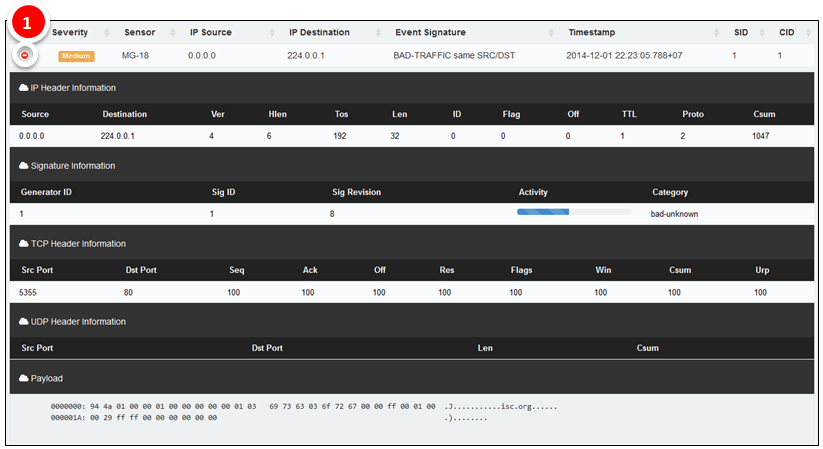 1
Severity Sensor IP Source IP Destination Event Signature Timestamp SID CID
Medium MG-18 0.0.0.0 224.0.0.1 BAD-TRAFFIC same SRC/DST 2014-12-01 22:23:05.788+07 1 1
IP Header Information
Source Destination Ver Hlen Tos Len ID Flag Off TTL Proto Csum
0.0.0.0 224.0.0.1 4 6 192 32 0 0 0 1 2 1047
Signature Information
Generator ID Sig ID Sig Revision Activity Category
1 1 8 bad-unknown
TCP Header Information
Src Port Dst Port Seq Ack Off Res Flags Win Csum Urp
5355 80 100 100 100 100 100 100 100 100
UDP Header Information
Src Port Dst Port Len Csum
Payload
0000000: 94 4a 01 00 00 01 00 00 00 00 00 01 03 69 73 63 03 6f 72 67 00 00 ff 00 01 00 .J...........isc.org......
000001A: 00 29 ff ff 00 00 00 00 00 00 .)........